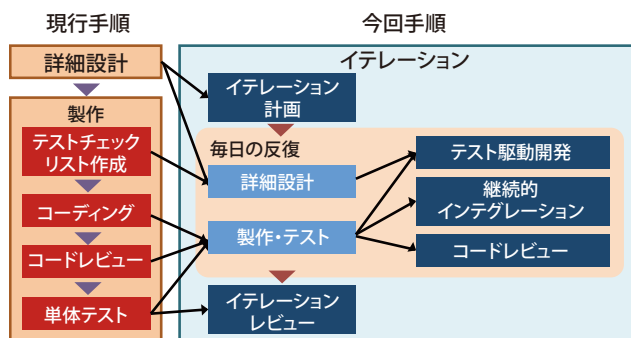 現行手順
今回手順
詳細設計
製作
テストチェック
リスト作成
コーディング
コードレビュー
単体テスト
イテレーション
イテレーション
計画
毎日の反復
詳細設計
製作・テスト
イテレーション
レビュー
テスト駆動開発
継続的
インテグレーション
コードレビュー